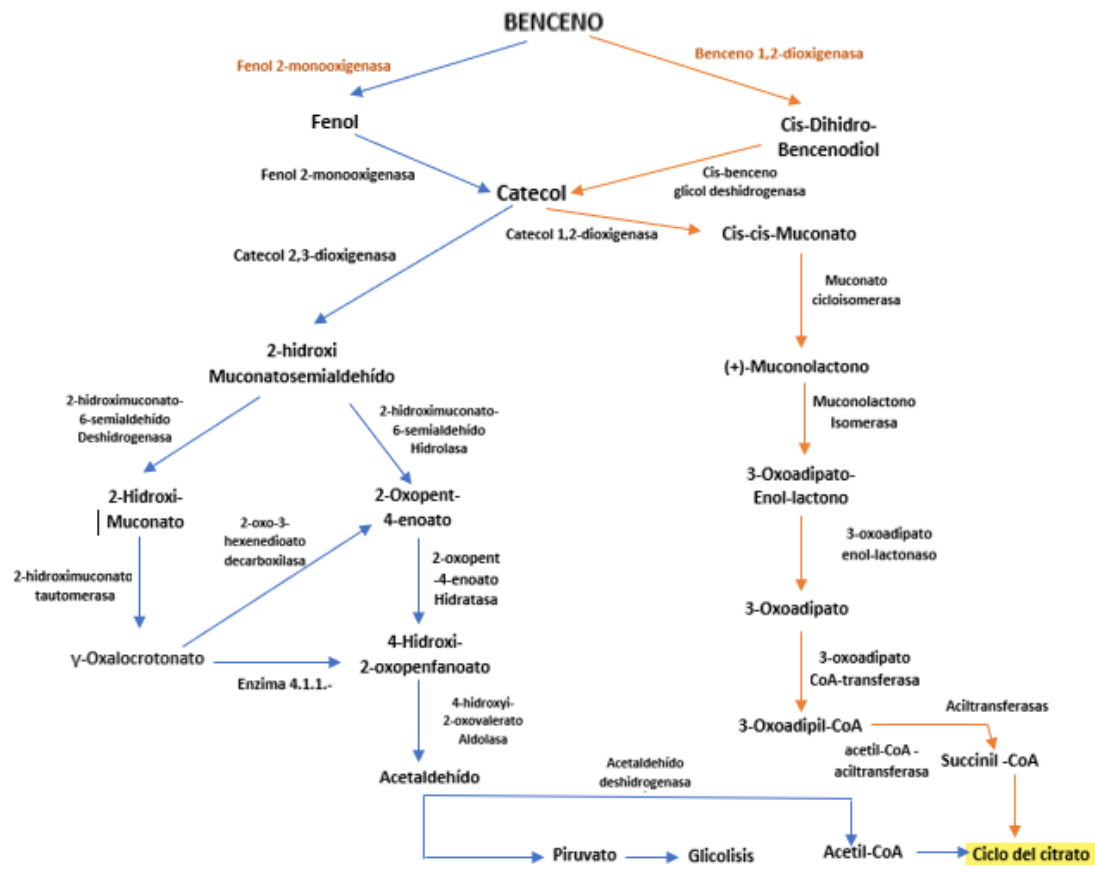 BENCENO
Fenol 2-monooxigenasa
Benceno 1,2-dioxigenasa
Fenol
Cis-Dihidro-
Bencenodiol
Fenol 2-monooxigenasa
Cis-benceno
glicol deshidrogenasa
Catecol
Catecol 1,2-dioxigenasa
Cis-cis-Muconato
Catecol 2,3-dioxigenasa
Muconato
cicloisomerasa
2-hidroxi
Muconatosemialdehído
(+)-Muconolactono
2-hidroximuconato-
6-semialdehído
Deshidrogenasa
2-hidroximuconato-
6-semialdehído
Hidrolasa
Muconolactono
Isomerasa
2-Hidroxi-
Muconato
2-oxo-3-
hexenedioato
decarboxilasa
2-Oxopent-
4-enoato
3-Oxoadipato-
Enol-lactono
2-hidroximuconato
tautomerasa
2-oxopent
-4-enoato
Hidratasa
3-oxoadipato
enol-lactonaso
γ-Oxalocrotonato
Enzima 4.1.1.-
4-Hidroxi-
2-oxopenfanoato
3-Oxoadipato
3-oxoadipato
CoA-transferasa
4-hidroxyi-
2-oxovalerato
Aldolasa
3-Oxoadipil-CoA
Aciltransferasas
acetil-CoA -
aciltransferasa
Succinil -CoA
Acetaldehído
Acetaldehído
deshidrogenasa
Piruvato
Glicolisis
Acetil-CoA
Ciclo del citrato